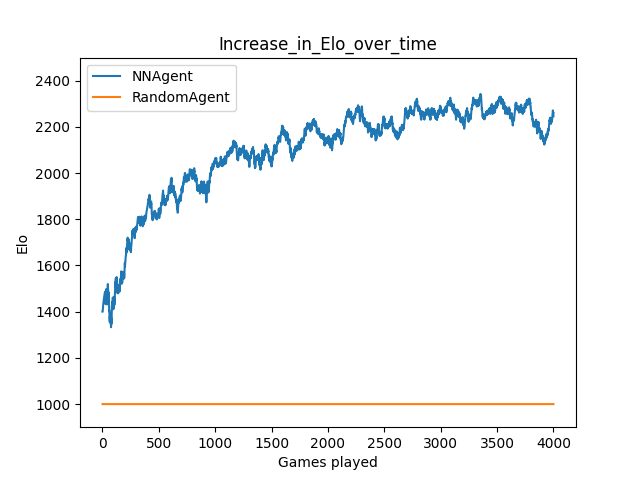 Increase_in_Elo_over_time
NNAgent
RandomAgent
2400
2200
2000
1800
1600
1400
1200
1000
Elo
0 500 1000 1500 2000 2500 3000 3500 4000
Games played